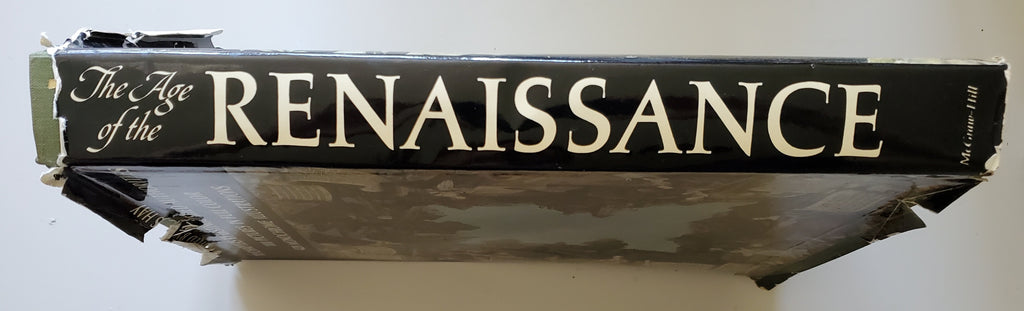 The Age
of the
RENAISSANCE
McGraw-Hill